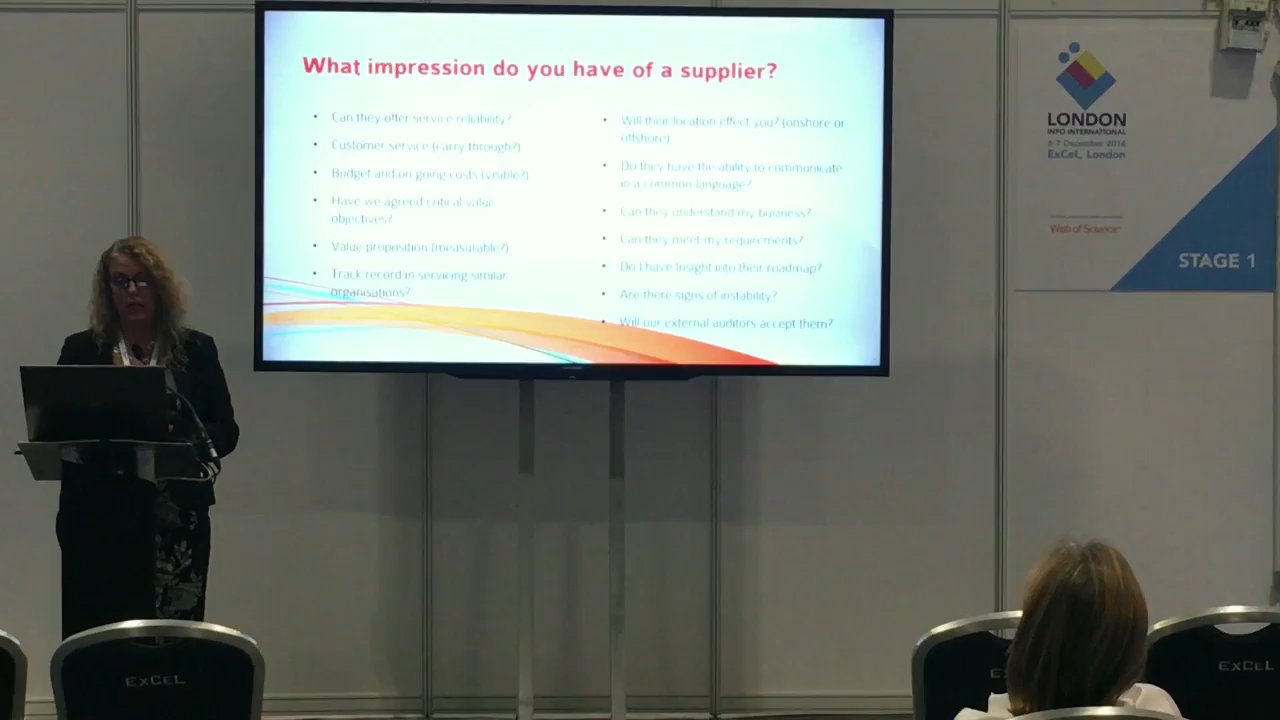 What impression do you have of a supplier?
• Can they offer service reliability?
• Customer service (carry through?)
• Budget and on going costs (visible?)
• Have we agreed critical value
objectives?
• Value proposition (measurable?)
• Track record in servicing similar
organisations?
• Will their location effect you? (onshore or
offshore)
• Do they have the ability to communicate
in a common language?
• Can they understand my business?
• Can they meet my requirements?
• Do I have insight into their roadmap?
• Are there signs of instability?
• Will our external auditors accept them?
LONDON
INFO INTERNATIONAL
6-7 December 2016
ExCeL, London
Web of Science
STAGE 1
EXCEL
EXCEL